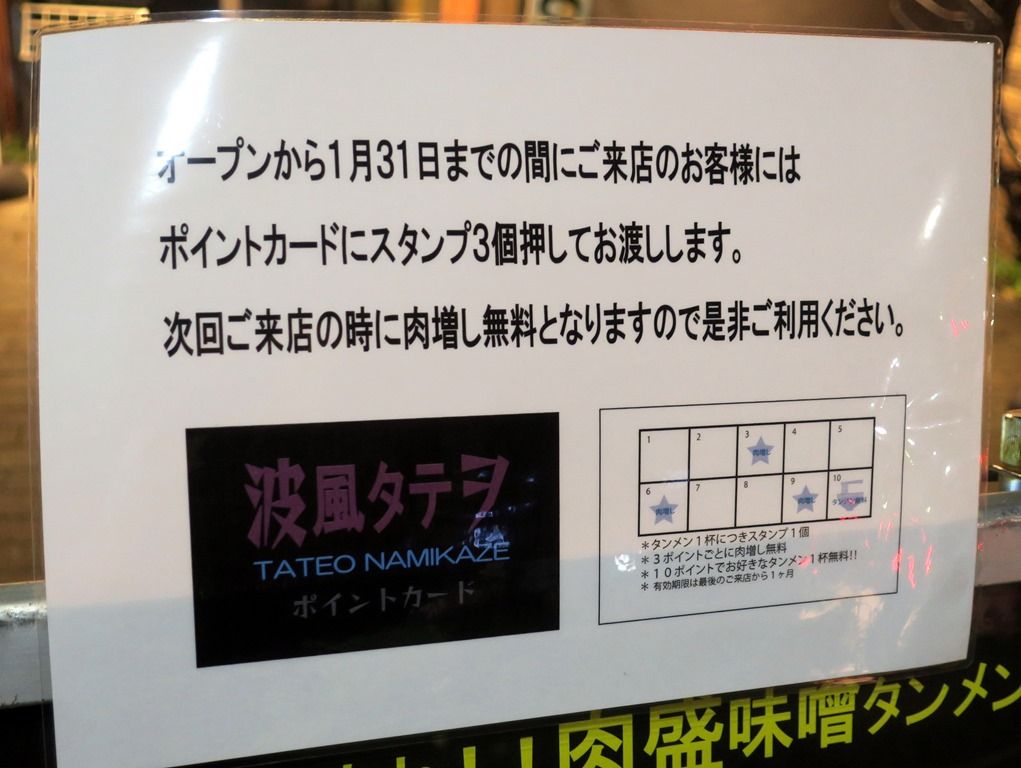 オープンから1月31日までの間にご来店のお客様には
ポイントカードにスタンプ3個押してお渡しします。
次回ご来店の時に肉増し無料となりますので是非ご利用ください。
波風タテヲ
TATEO NAMIKAZE
ポイントカード
1 2 3 4 5
肉増し
6 7 8 9 10
肉増し 肉増し タンメン無料
＊タンメン１杯につきスタンプ１個
＊３ポイントごとに肉増し無料
＊１０ポイントでお好きなタンメン１杯無料!!
＊有効期限は最後のご来店から１ヶ月
!!肉盛味噌タンメン